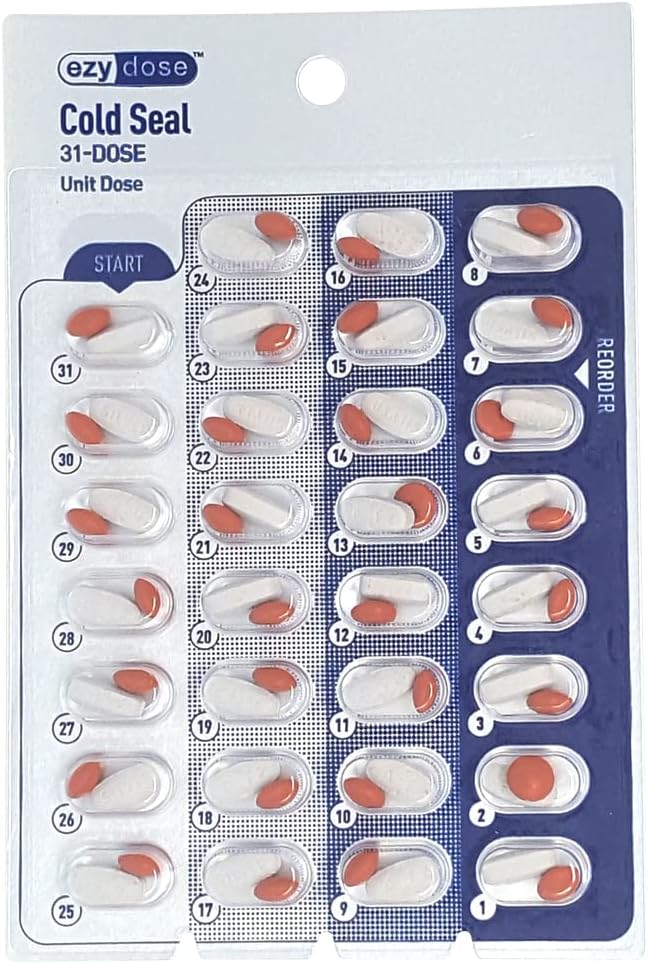 ezy dose™
Cold Seal
31-DOSE
Unit Dose
START
24 16 8
31 23 15 7
REORDER
30 22 14 6
29 21 13 5
28 20 12 4
27 19 11 3
26 18 10 2
25 17 9 1